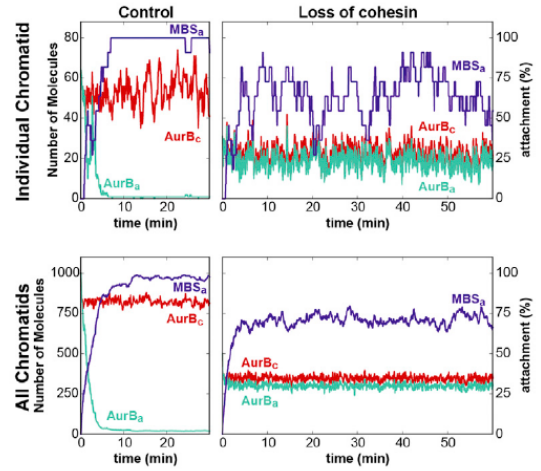 Control
Loss of cohesin
Individual Chromatid
Number of Molecules
80
60
40
20
0
MBSa
AurBc
AurBa
0
10
20
time (min)
MBSa
AurBc
AurBa
100
75
50
25
0
attachment (%)
0
10
20
30
40
50
time (min)
All Chromatids
Number of Molecules
1000
750
500
250
0
MBSa
AurBc
AurBa
0
10
20
time (min)
MBSa
AurBc
AurBa
100
75
50
25
0
attachment (%)
0
20
40
60
time (min)